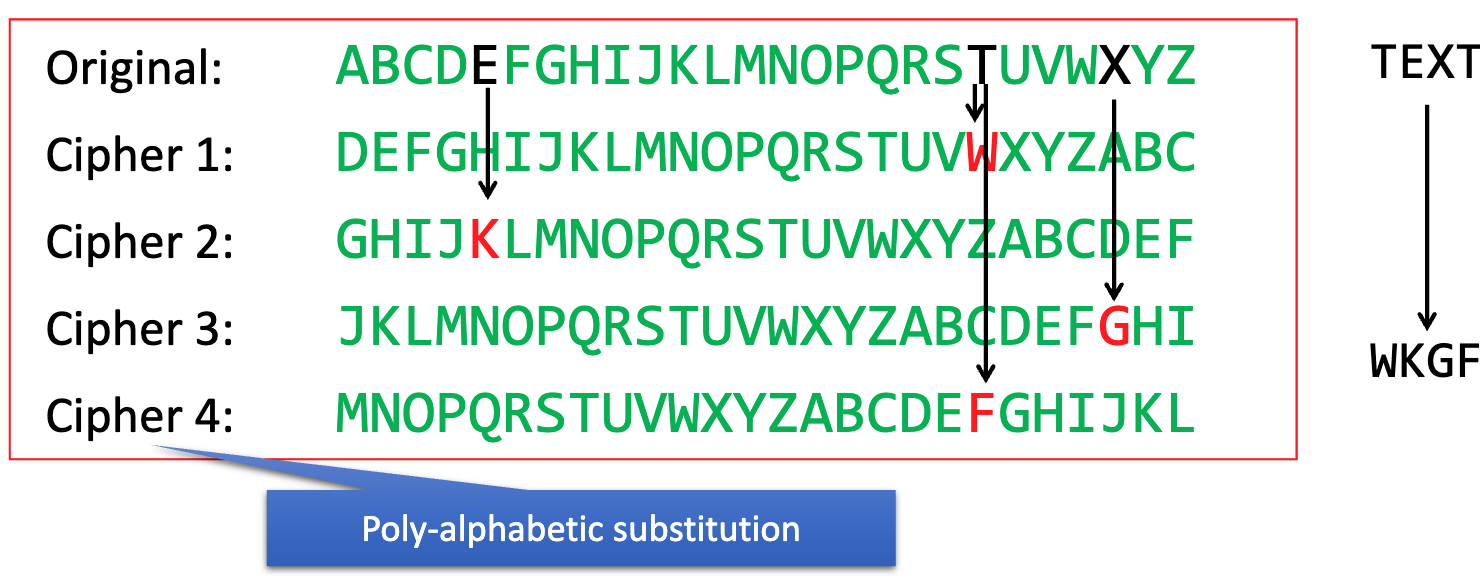 Original: ABCDEFGHIJKLMNOPQRSTUVWXYZ TEXT
Cipher 1: DEFGHIJKLMNOPQRSTUVWXYZABC
Cipher 2: GHIJKLMNOPQRSTUVWXYZABCDEF
Cipher 3: JKLMNOPQRSTUVWXYZABCDEFGHI
WKGF
Cipher 4: MNOPQRSTUVWXYZABCDEFGHIJKL
Poly-alphabetic substitution